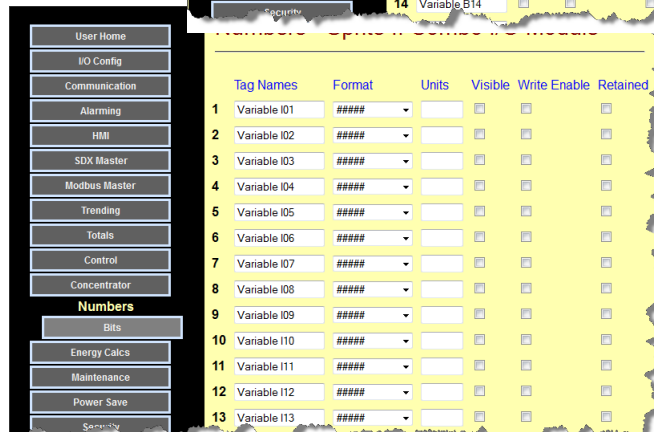 Security
14 Variable B14
Numbers - Sprite II Combo I/O Module
User Home
I/O Config
Communication
Alarming
HMI
SDX Master
Modbus Master
Trending
Totals
Control
Concentrator
Numbers
Bits
Energy Calcs
Maintenance
Power Save
Security
Tag Names Format Units Visible Write Enable Retained
1 Variable I01 #####
2 Variable I02 #####
3 Variable I03 #####
4 Variable I04 #####
5 Variable I05 #####
6 Variable I06 #####
7 Variable I07 #####
8 Variable I08 #####
9 Variable I09 #####
10 Variable I10 #####
11 Variable I11 #####
12 Variable I12 #####
13 Variable I13 #####